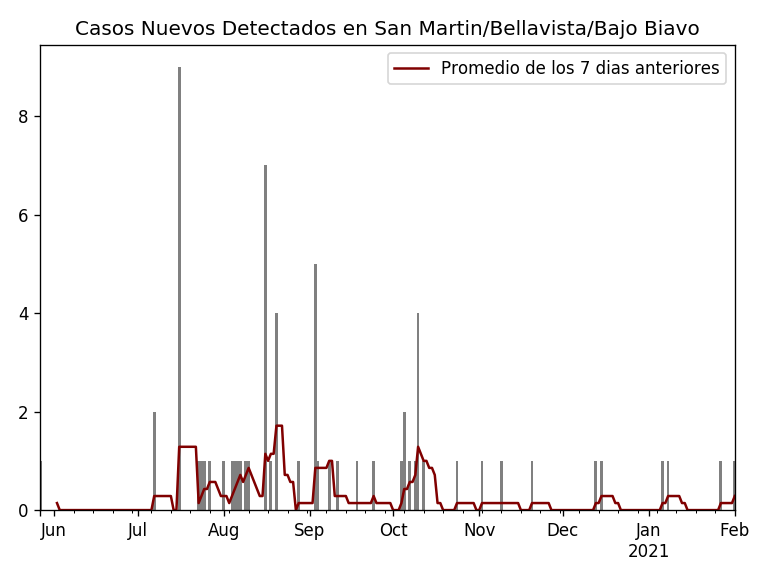 Casos Nuevos Detectados en San Martin/Bellavista/Bajo Biavo
Promedio de los 7 dias anteriores
8
6
4
2
0
Jun Jul Aug Sep Oct Nov Dec Jan Feb
2021